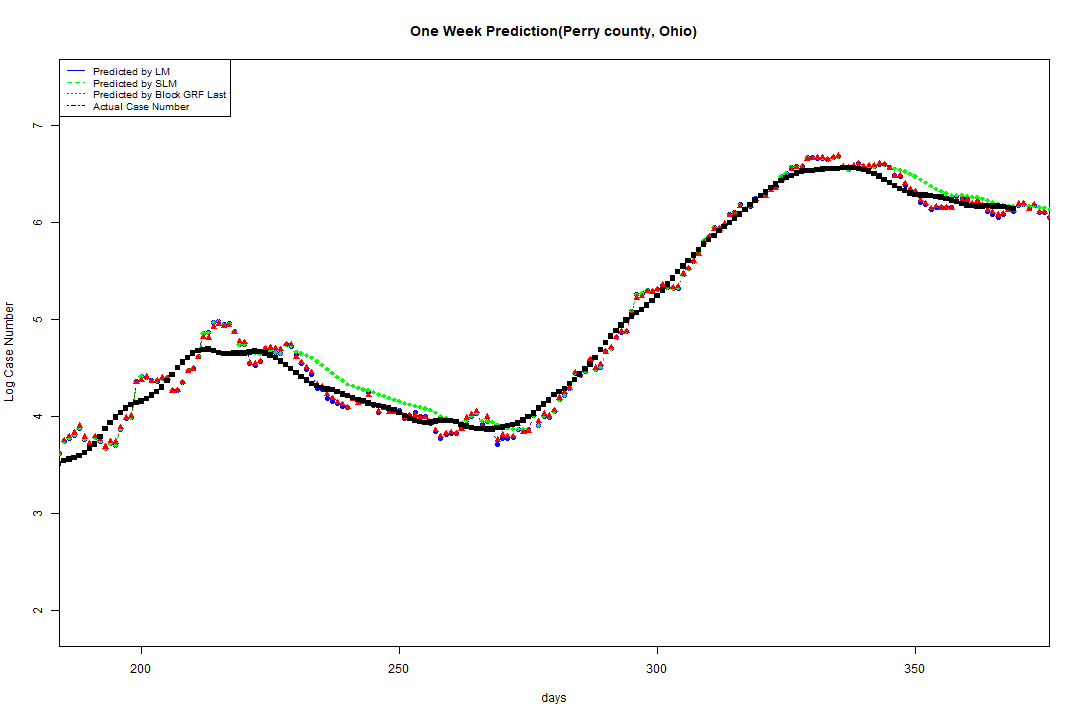 One Week Prediction(Perry county, Ohio)
Predicted by LM
Predicted by SLM
Predicted by Block GRF Last
Actual Case Number
7
6
5
4
3
2
Log Case Number
200 250 300 350
days